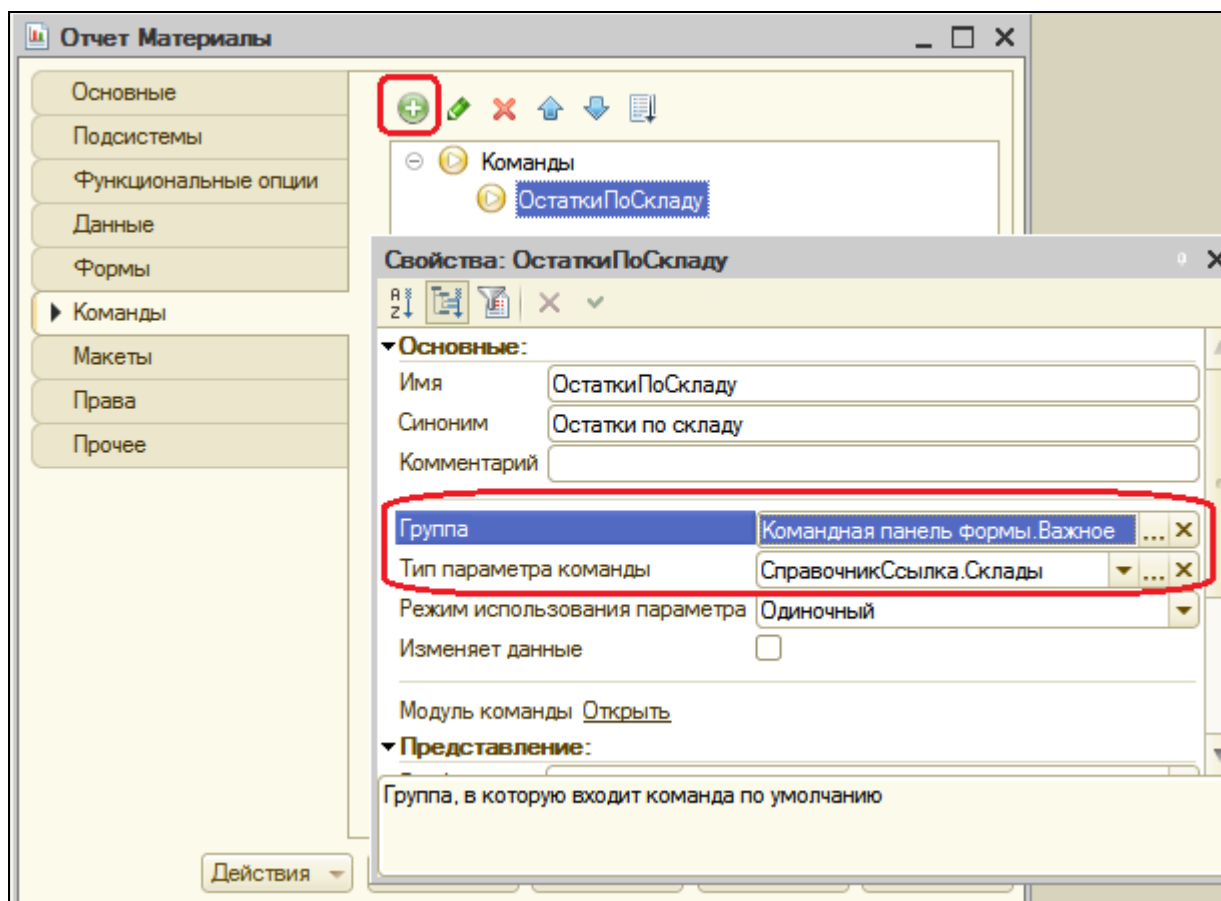 Отчет Материалы
Основные
Подсистемы
Функциональные опции
Данные
Формы
Команды
Макеты
Права
Прочее
Команды
ОстаткиПоСкладу
Свойства: ОстаткиПоСкладу
Основные:
Имя ОстаткиПоСкладу
Синоним Остатки по складу
Комментарий
Группа Командная панель формы.Важное ...
Тип параметра команды СправочникСсылка.Склады ...
Режим использования параметра Одиночный
Изменяет данные
Модуль команды Открыть
Представление:
Группа, в которую входит команда по умолчанию
Действия